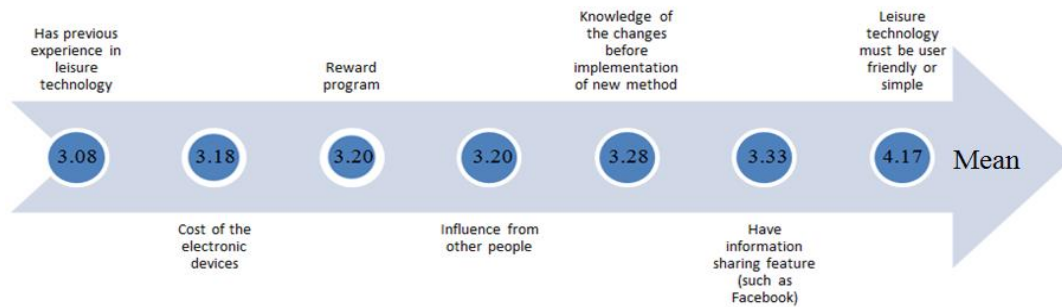 Has previous
experience in
leisure
technology
Reward
program
Knowledge of
the changes
before
implementation
of new method
Leisure
technology
must be user
friendly or
simple
3.08
3.18
3.20
3.20
3.28
3.33
4.17
Mean
Cost of the
electronic
devices
Influence from
other people
Have
information
sharing feature
(such as
Facebook)